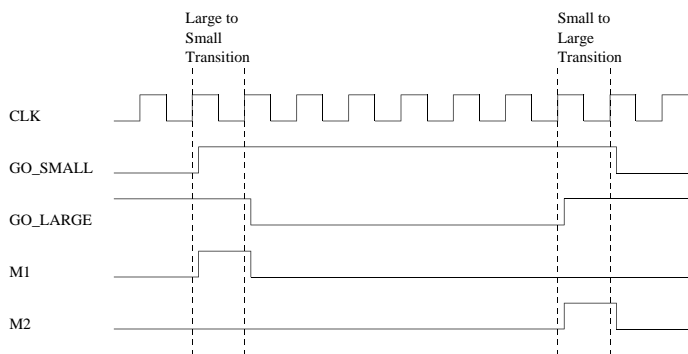 Large to
Small
Transition
Small to
Large
Transition
CLK
GO_SMALL
GO_LARGE
M1
M2